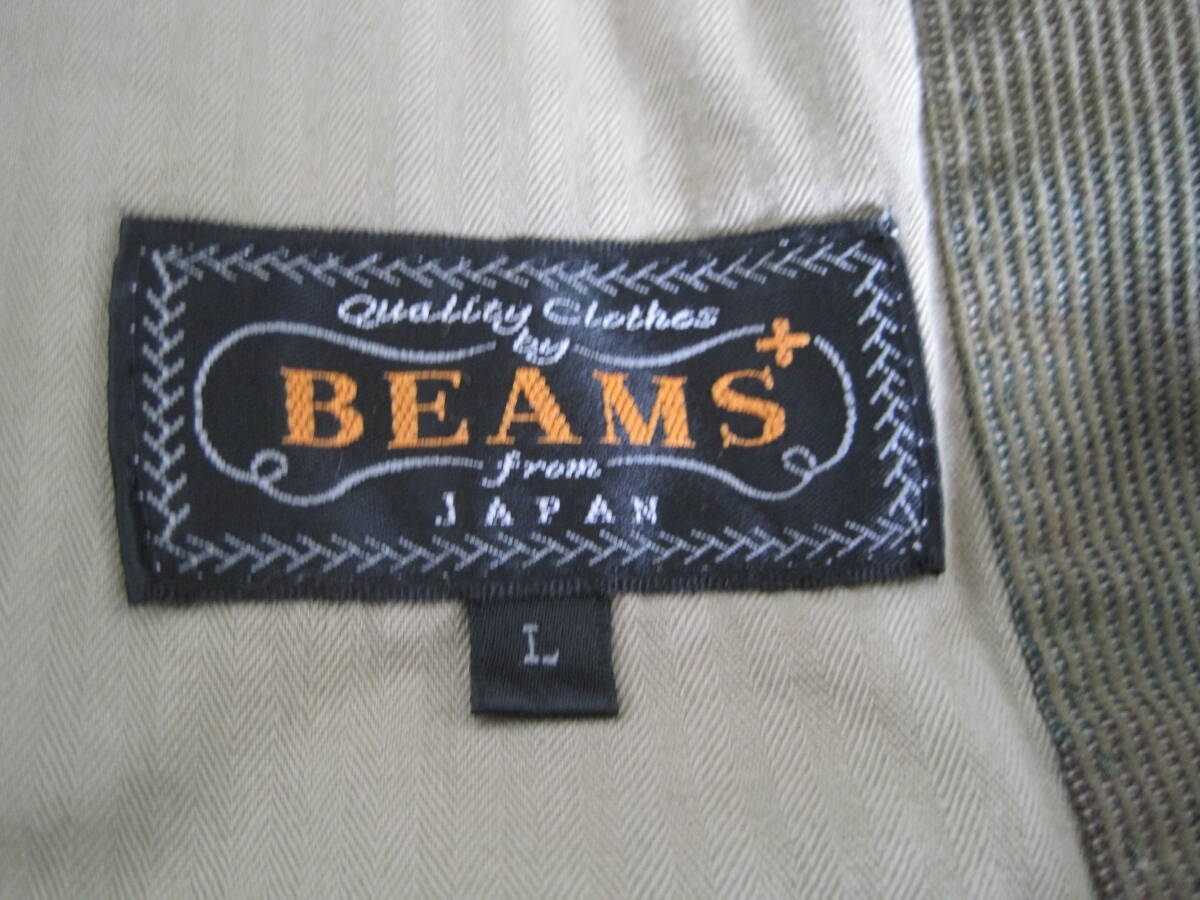 Quality Clothes
by
BEAMS+
from
JAPAN
L